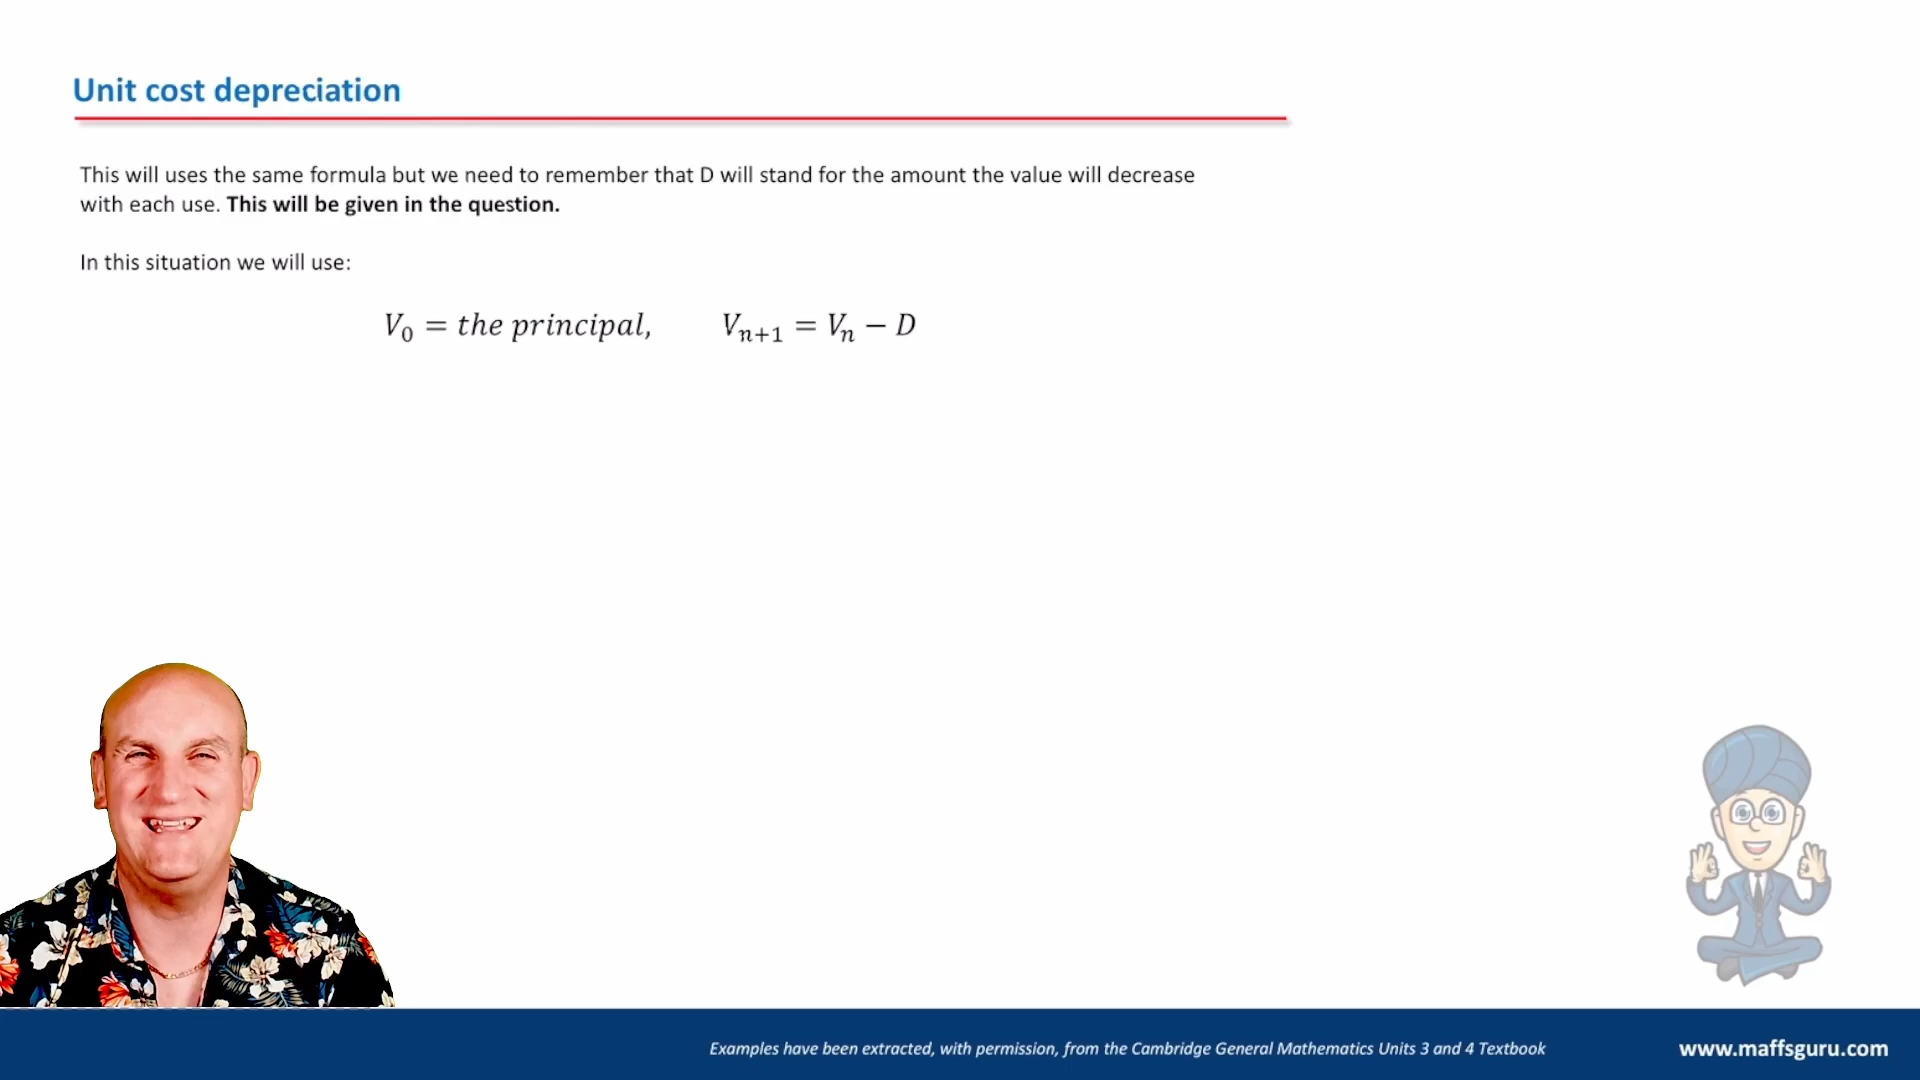 Unit cost depreciation
This will uses the same formula but we need to remember that D will stand for the amount the value will decrease
with each use. This will be given in the question.
In this situation we will use:
V₀ = the principal, Vₙ₊₁ = Vₙ − D
Examples have been extracted, with permission, from the Cambridge General Mathematics Units 3 and 4 Textbook
www.maffsguru.com